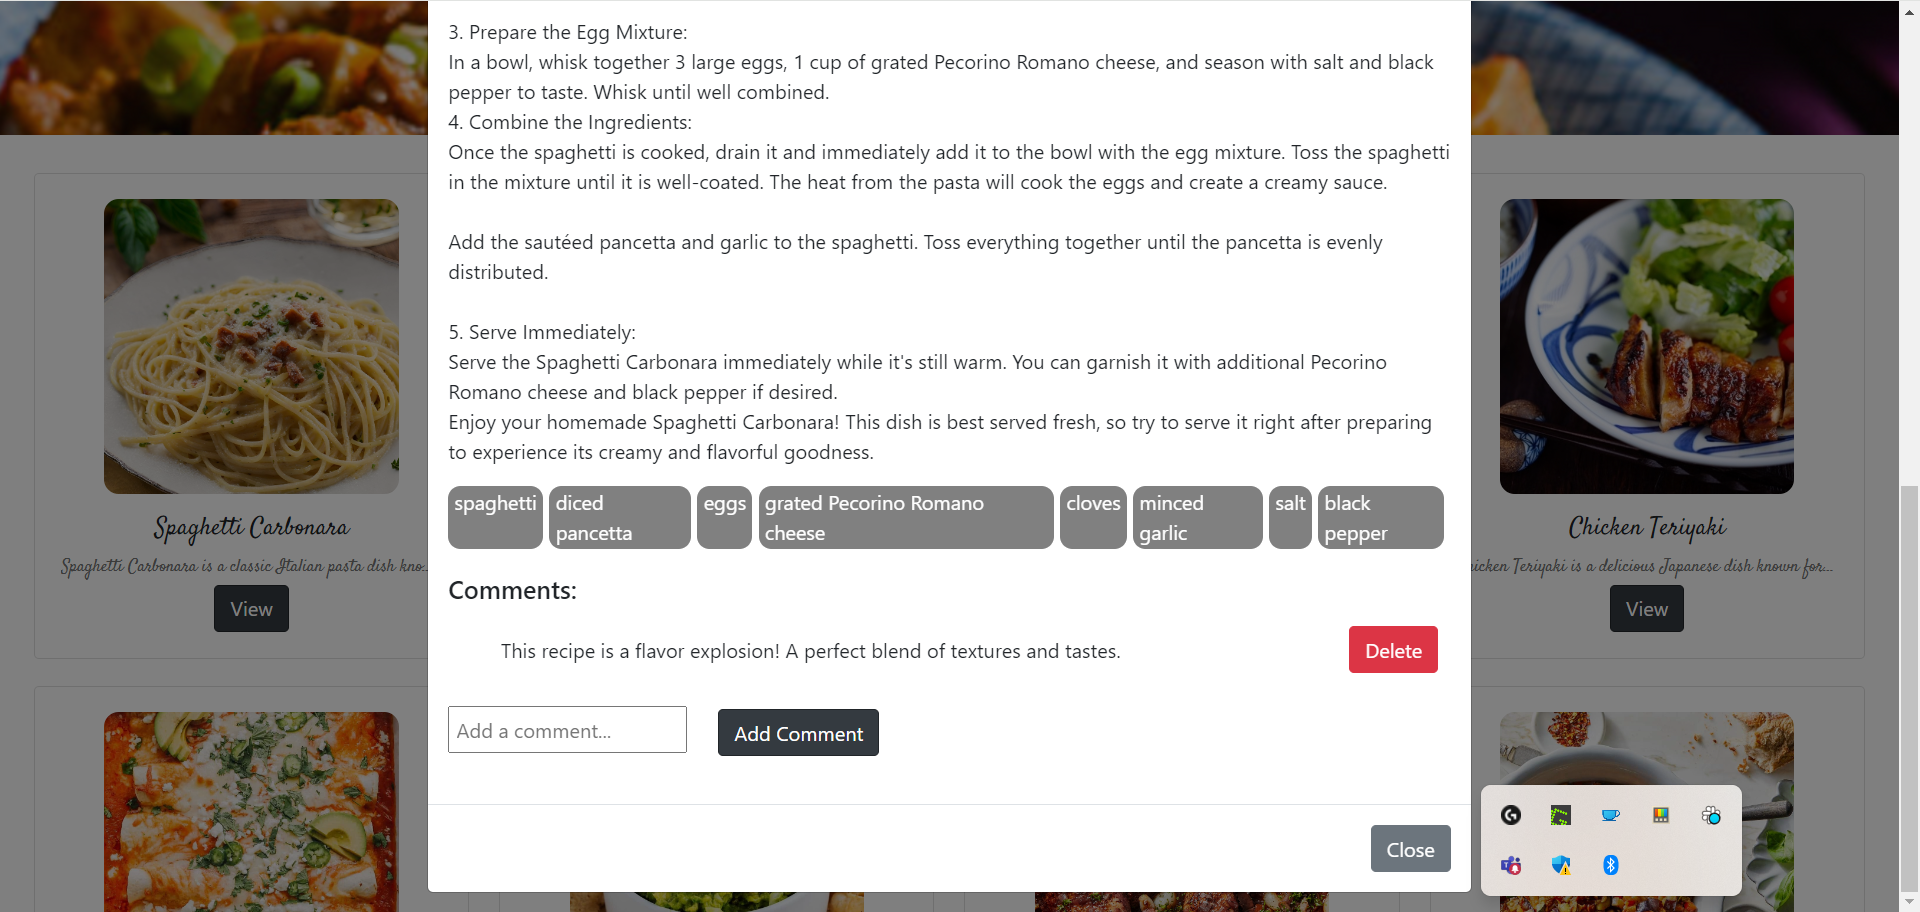 3. Prepare the Egg Mixture:
In a bowl, whisk together 3 large eggs, 1 cup of grated Pecorino Romano cheese, and season with salt and black
pepper to taste. Whisk until well combined.
4. Combine the Ingredients:
Once the spaghetti is cooked, drain it and immediately add it to the bowl with the egg mixture. Toss the spaghetti
in the mixture until it is well-coated. The heat from the pasta will cook the eggs and create a creamy sauce.
Add the sautéed pancetta and garlic to the spaghetti. Toss everything together until the pancetta is evenly
distributed.
5. Serve Immediately:
Serve the Spaghetti Carbonara immediately while it's still warm. You can garnish it with additional Pecorino
Romano cheese and black pepper if desired.
Enjoy your homemade Spaghetti Carbonara! This dish is best served fresh, so try to serve it right after preparing
to experience its creamy and flavorful goodness.
spaghetti
diced
pancetta
eggs
grated Pecorino Romano
cheese
cloves
minced
garlic
salt
black
pepper
Comments:
This recipe is a flavor explosion! A perfect blend of textures and tastes.
Delete
Add a comment...
Add Comment
Close
Spaghetti Carbonara
Spaghetti Carbonara is a classic Italian pasta dish kno...
View
Chicken Teriyaki
icken Teriyaki is a delicious Japanese dish known for...
View